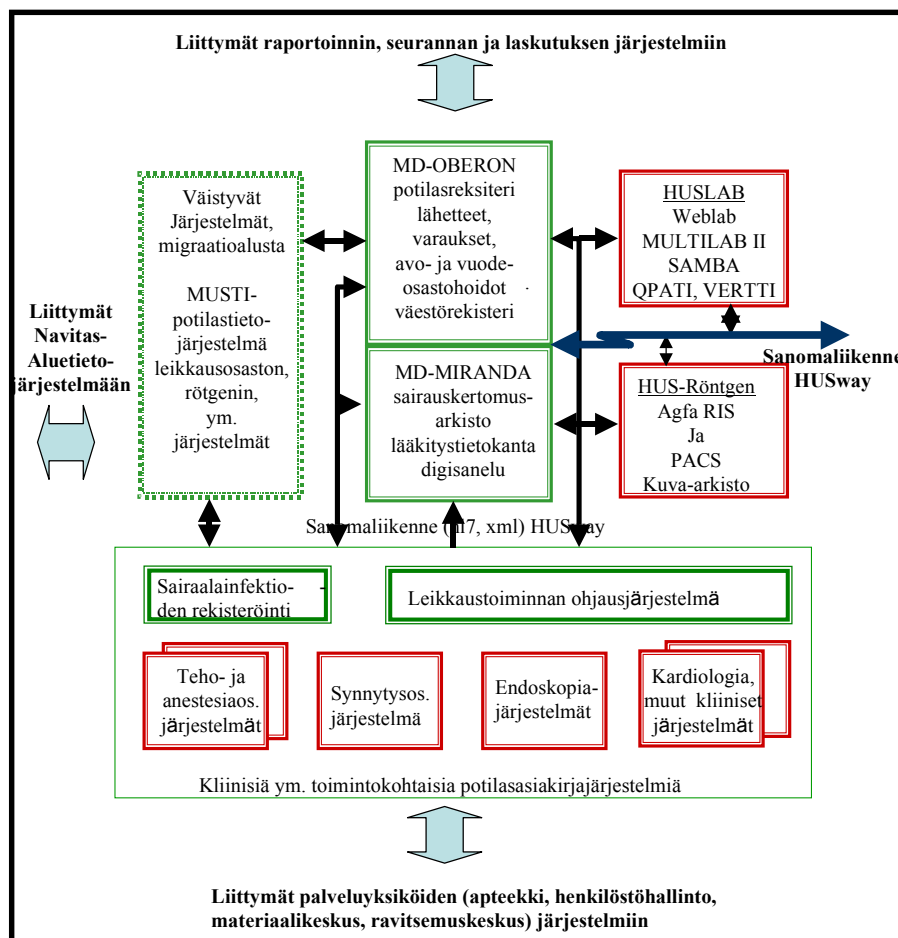 Liittymät raportoinnin, seurannan ja laskutuksen järjestelmiin
Väistyvät
Järjestelmät,
migraatioalusta
MUSTI-
potilastieto-
järjestelmä
leikkausosaston,
rötgenin,
ym.
järjestelmät
MD-OBERON
potilasreksiteri
lähetteet,
varaukset,
avo- ja vuode-
osastohoidot
väestörekisteri
HUSLAB
Weblab
MULTILAB II
SAMBA
QPATI, VERTTI
Liittymät
Navitas-
Aluetieto-
järjestelmään
Sanomaliikenne
HUSway
MD-MIRANDA
sairauskertomus-
arkisto
lääkitystietokanta
digisanelu
HUS-Röntgen
Agfa RIS
Ja
PACS
Kuva-arkisto
Sanomaliikenne (hl7, xml) HUSway
Sairaalainfektio-
den rekisteröinti
Leikkaustoiminnan ohjausjärjestelmä
Teho- ja
anestesiaos.
järjestelmät
Synnytysos.
järjestelmä
Endoskopia-
järjestelmät
Kardiologia,
muut kliiniset
järjestelmät
Kliinisiä ym. toimintokohtaisia potilasasiakirjajärjestelmiä
Liittymät palveluyksiköiden (apteekki, henkilöstöhallinto,
materiaalikeskus, ravitsemuskeskus) järjestelmiin